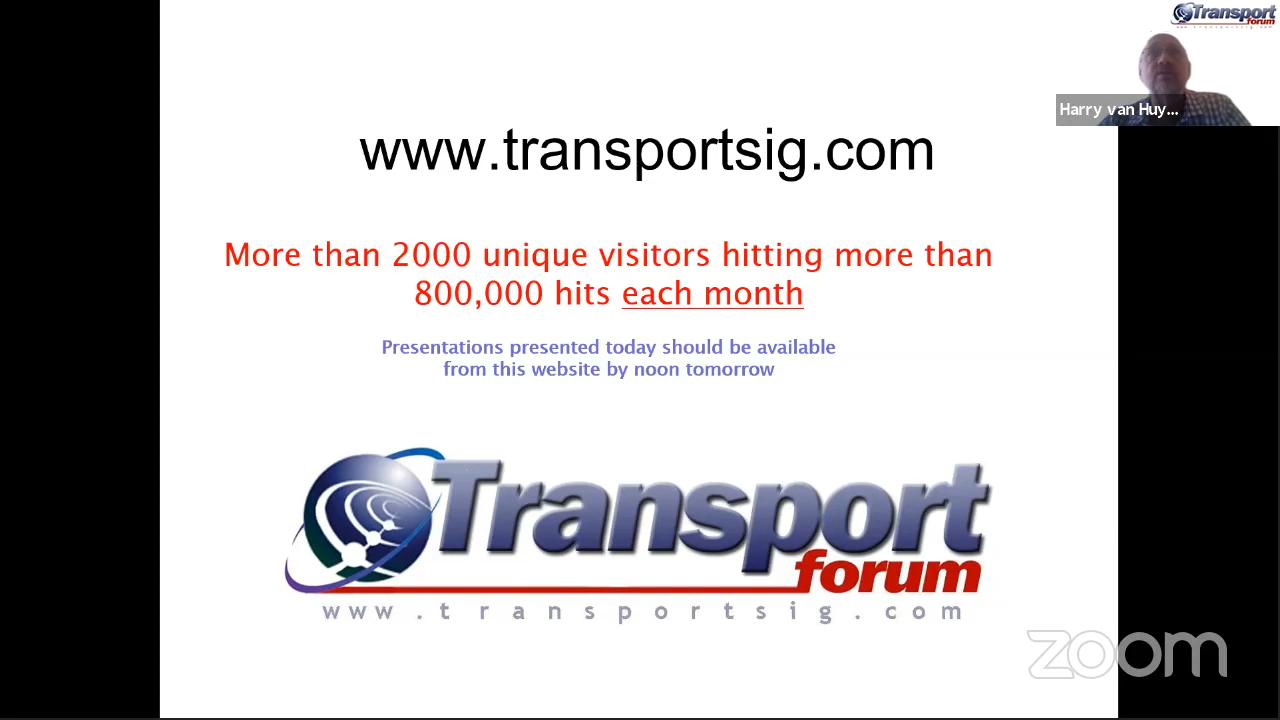 Transport
forum
Harry van Huy...
www.transportsig.com
More than 2000 unique visitors hitting more than
800,000 hits each month
Presentations presented today should be available
from this website by noon tomorrow
Transport
forum
www.transportsig.com
zoom